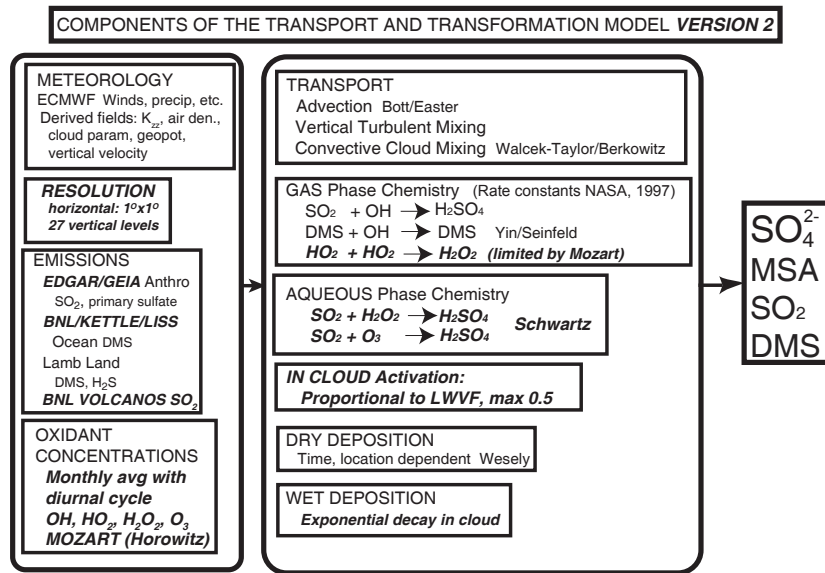 COMPONENTS OF THE TRANSPORT AND TRANSFORMATION MODEL VERSION 2
METEOROLOGY
ECMWF Winds, precip, etc.
Derived fields: Kzz, air den.,
cloud param, geopot,
vertical velocity
RESOLUTION
horizontal: 1⁰x1⁰
27 vertical levels
EMISSIONS
EDGAR/GEIA Anthro
SO₂, primary sulfate
BNL/KETTLE/LISS
Ocean DMS
Lamb Land
DMS, H₂S
BNL VOLCANOS SO₂
OXIDANT
CONCENTRATIONS
Monthly avg with
diurnal cycle
OH, HO₂, H₂O₂, O₃
MOZART (Horowitz)
TRANSPORT
Advection Bott/Easter
Vertical Turbulent Mixing
Convective Cloud Mixing Walcek-Taylor/Berkowitz
GAS Phase Chemistry (Rate constants NASA, 1997)
SO₂ + OH → H₂SO₄
DMS + OH → DMS Yin/Seinfeld
HO₂ + HO₂ → H₂O₂ (limited by Mozart)
AQUEOUS Phase Chemistry
SO₂ + H₂O₂ → H₂SO₄
SO₂ + O₃ → H₂SO₄
Schwartz
IN CLOUD Activation:
Proportional to LWVF, max 0.5
DRY DEPOSITION
Time, location dependent Wesely
WET DEPOSITION
Exponential decay in cloud
SO₄²⁻
MSA
SO₂
DMS